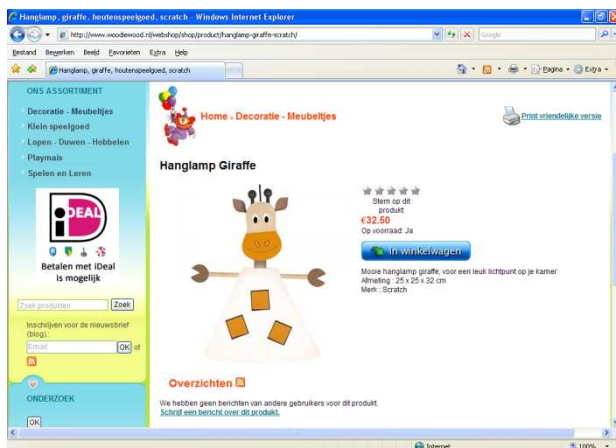 Hanglamp, giraffe, houtenspeelgoed, scratch - Windows Internet Explorer
http://www.woodewood.nl/webshop/shop/product/hanglamp-giraffe-scratch/
Google
Bestand Bewerken Beeld Favorieten Extra Help
Hanglamp, giraffe, houtenspeelgoed, scratch
Pagina
Extra
ONS ASSORTIMENT
Decoratie - Meubeltjes
Klein speelgoed
Lopen - Duwen - Hobbelen
Playmais
Spelen en Leren
iDEAL
Betalen met iDeal
is mogelijk
Zoek produkten Zoek
Inschrijven voor de nieuwsbrief
(blog):
Email OK of
ONDERZOEK
OK
Home » Decoratie - Meubeltjes
Print vriendelijke versie
Hanglamp Giraffe
Stem op dit
produkt
€32.50
Op voorraad: Ja
In winkelwagen
Mooie hanglamp giraffe, voor een leuk lichtpunt op je kamer
Afmeting : 25 x 25 x 32 cm
Merk : Scratch
Overzichten
We hebben geen berichten van andere gebruikers voor dit produkt.
Schrijf een bericht over dit produkt.
Internet
100%